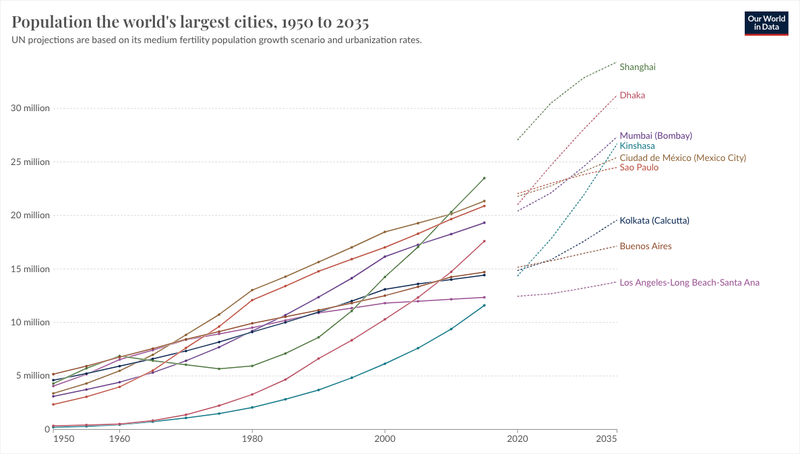 Population the world's largest cities, 1950 to 2035
UN projections are based on its medium fertility population growth scenario and urbanization rates.
Our World
in Data
30 million
25 million
20 million
15 million
10 million
5 million
0
1950
1960
1980
2000
2020
2035
Shanghai
Dhaka
Mumbai (Bombay)
Kinshasa
Ciudad de México (Mexico City)
Sao Paulo
Kolkata (Calcutta)
Buenos Aires
Los Angeles-Long Beach-Santa Ana